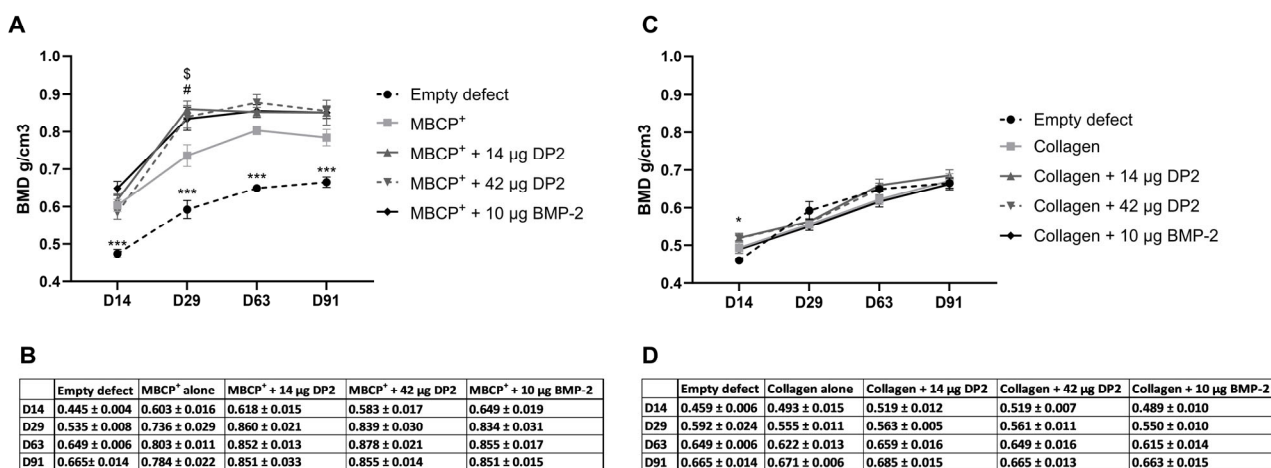 A
BMD g/cm3
1.0
0.9
0.8
0.7
0.6
0.5
0.4
$
#
***
***
***
***
D14 D29 D63 D91
Empty defect
MBCP⁺
MBCP⁺ + 14 µg DP2
MBCP⁺ + 42 µg DP2
MBCP⁺ + 10 µg BMP-2
C
BMD g/cm3
1.0
0.9
0.8
0.7
0.6
0.5
0.4
*
D14 D29 D63 D91
Empty defect
Collagen
Collagen + 14 µg DP2
Collagen + 42 µg DP2
Collagen + 10 µg BMP-2
B
Empty defect MBCP⁺ alone MBCP⁺ + 14 µg DP2 MBCP⁺ + 42 µg DP2 MBCP⁺ + 10 µg BMP-2
D14 0.445 ± 0.004 0.603 ± 0.016 0.618 ± 0.015 0.583 ± 0.017 0.649 ± 0.019
D29 0.535 ± 0.008 0.736 ± 0.029 0.860 ± 0.021 0.839 ± 0.030 0.834 ± 0.031
D63 0.649 ± 0.006 0.803 ± 0.011 0.852 ± 0.013 0.878 ± 0.021 0.855 ± 0.017
D91 0.665± 0.014 0.784 ± 0.022 0.851 ± 0.033 0.855 ± 0.014 0.851 ± 0.015
D
Empty defect Collagen alone Collagen + 14 µg DP2 Collagen + 42 µg DP2 Collagen + 10 µg BMP-2
D14 0.459 ± 0.006 0.493 ± 0.015 0.519 ± 0.012 0.519 ± 0.007 0.489 ± 0.010
D29 0.592 ± 0.024 0.555 ± 0.011 0.563 ± 0.005 0.561 ± 0.011 0.550 ± 0.010
D63 0.649 ± 0.006 0.622 ± 0.013 0.659 ± 0.016 0.649 ± 0.016 0.615 ± 0.014
D91 0.665 ± 0.014 0.671 ± 0.006 0.685 ± 0.015 0.665 ± 0.013 0.663 ± 0.015